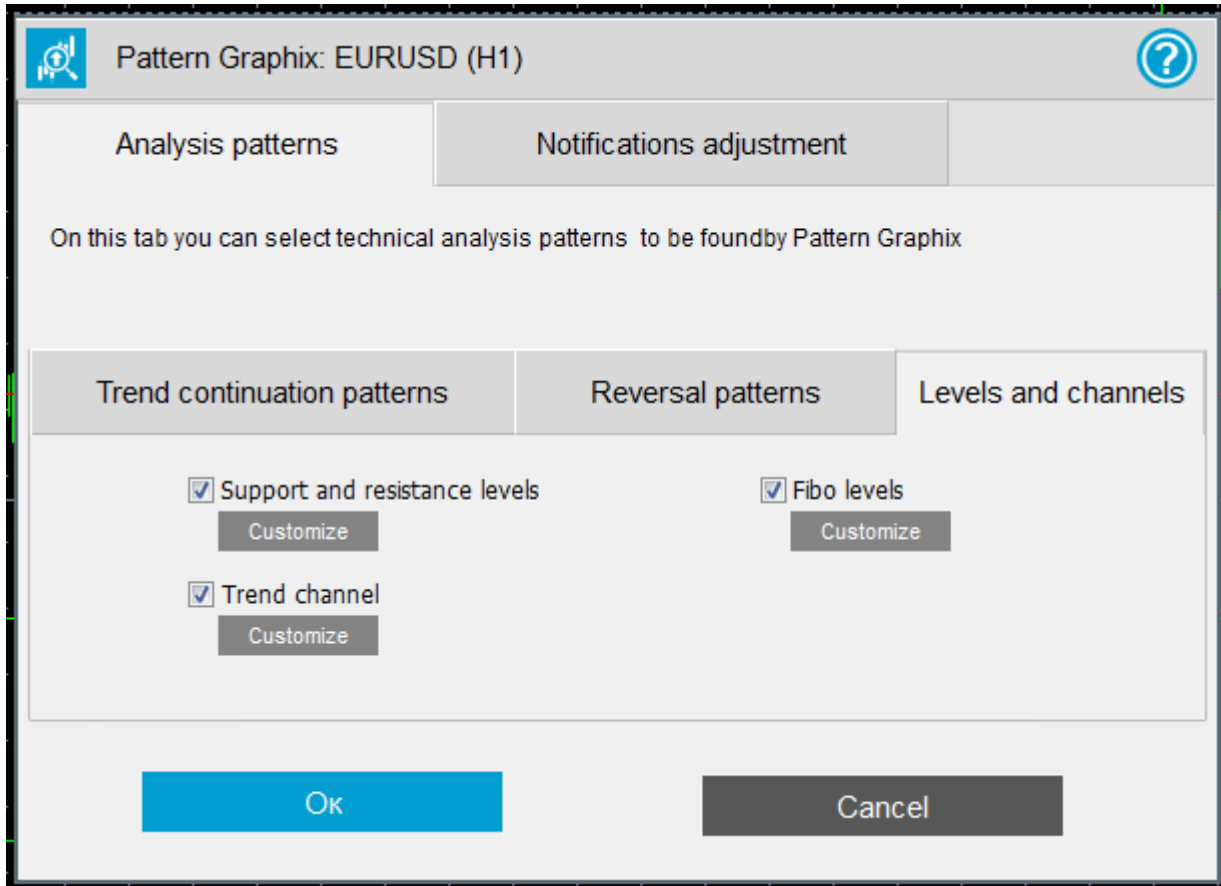 Pattern Graphix: EURUSD (H1)
?
Analysis patterns
Notifications adjustment
On this tab you can select technical analysis patterns  to be foundby Pattern Graphix
Trend continuation patterns
Reversal patterns
Levels and channels
Support and resistance levels
Fibo levels
Customize
Customize
Trend channel
Customize
Ок
Cancel